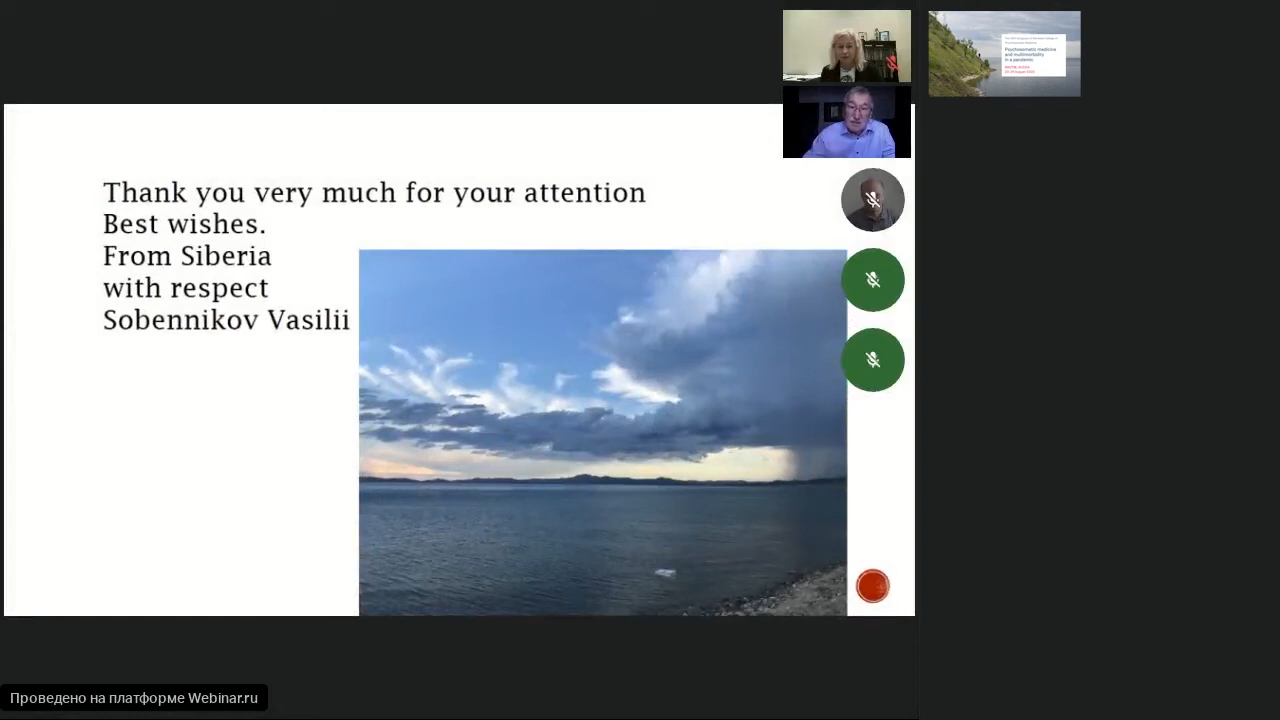 Thank you very much for your attention
Best wishes.
From Siberia
with respect
Sobennikov Vasilii
Psychosomatic medicine
and multimorbidity
in a pandemic
Проведено на платформе Webinar.ru